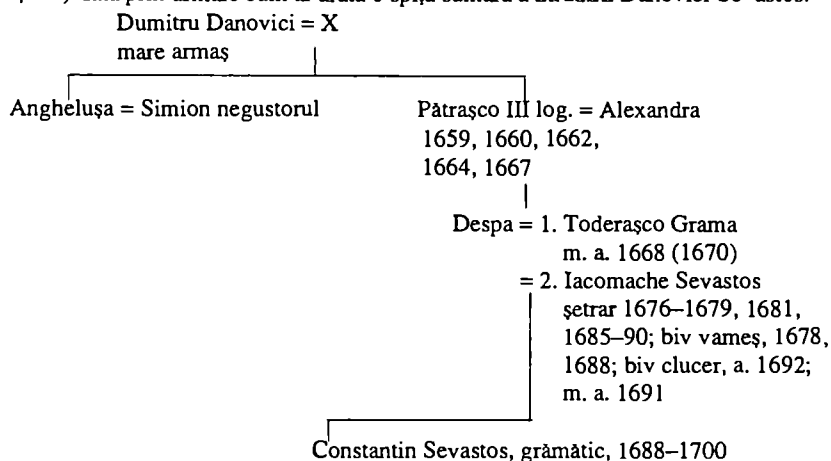 Dumitru Danovici = X
mare armaș
Anghelușa = Simion negustorul
Pătrașco III log. = Alexandra
1659, 1660, 1662,
1664, 1667
Despa = 1. Toderașco Grama
m. a. 1668 (1670)
= 2. Iacomache Sevastos
șetrar 1676–1679, 1681,
1685–90; biv vameș, 1678,
1688; biv clucer, a. 1692;
m. a. 1691
Constantin Sevastos, grămătic, 1688–1700